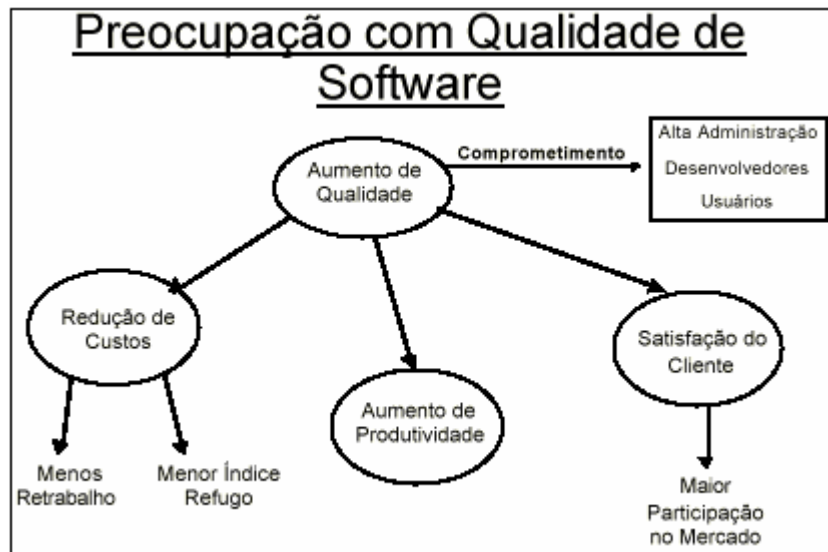 Preocupação com Qualidade de
Software
Aumento de
Qualidade
Comprometimento
Alta Administração
Desenvolvedores
Usuários
Redução de
Custos
Aumento de
Produtividade
Satisfação do
Cliente
Menos
Retrabalho
Menor Índice
Refugo
Maior
Participação
no Mercado